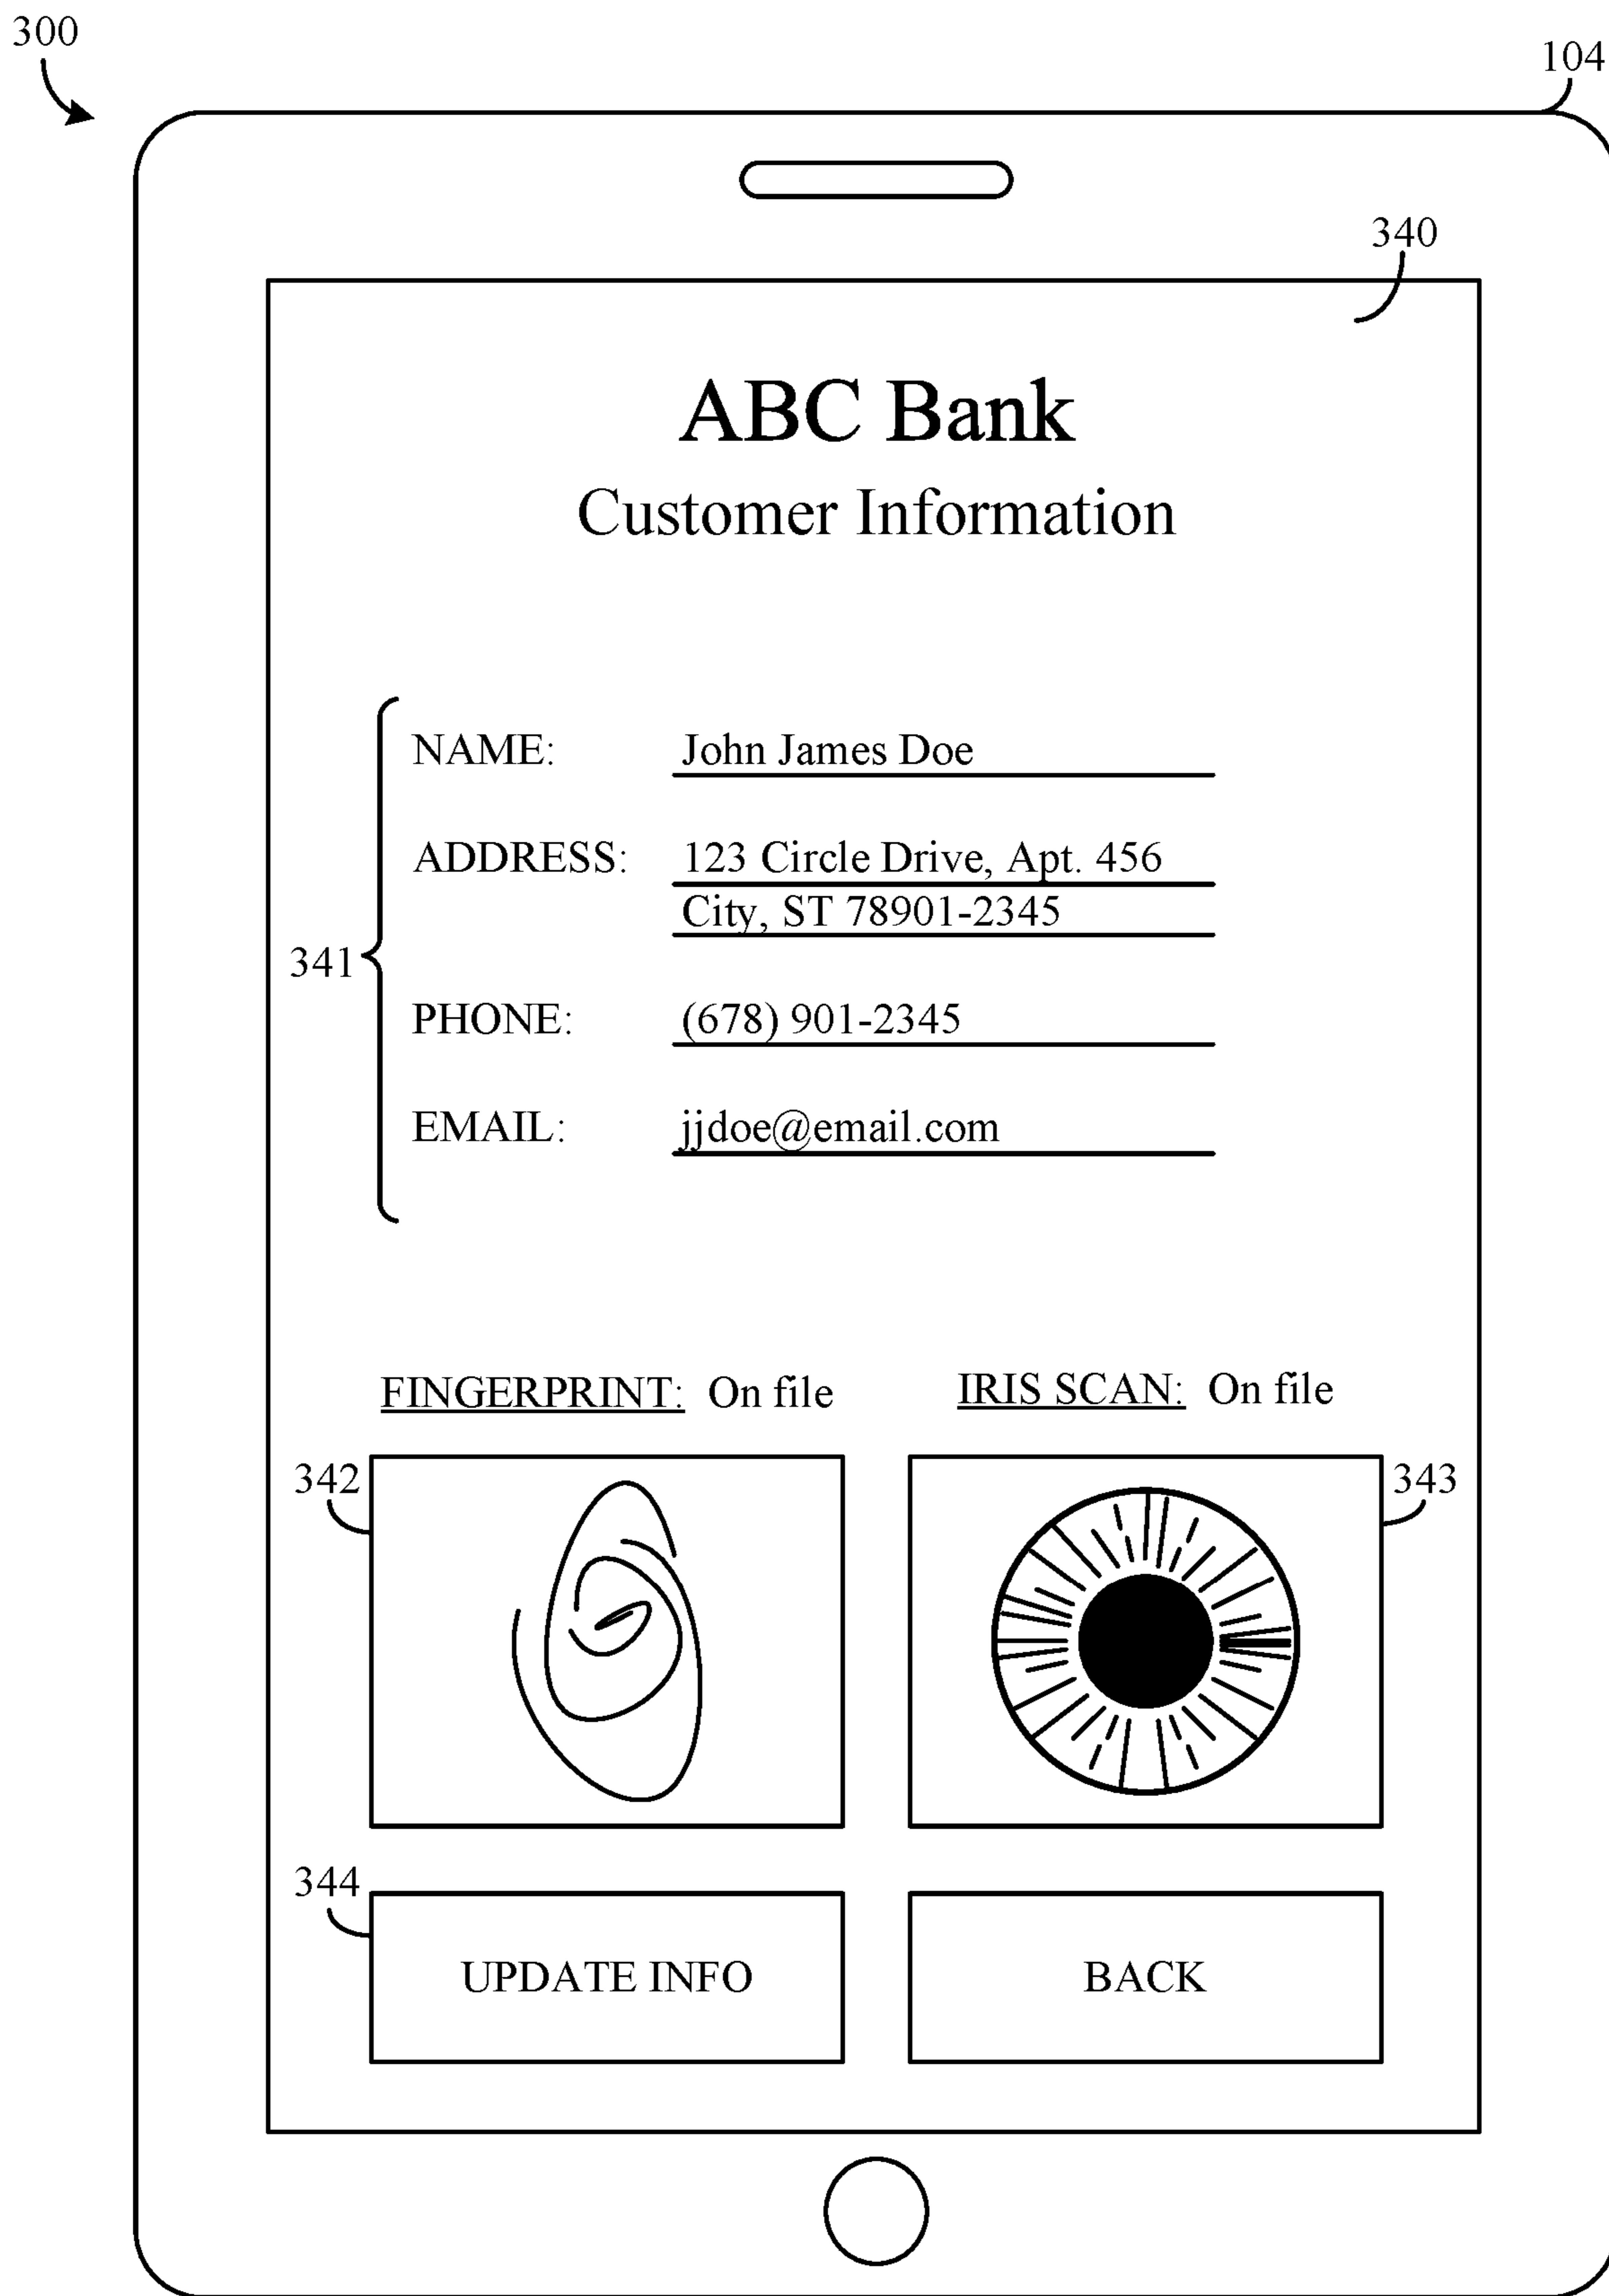 300
104
340
ABC Bank
Customer Information
NAME: John James Doe
ADDRESS: 123 Circle Drive, Apt. 456
City, ST 78901-2345
341
PHONE: (678) 901-2345
EMAIL: jjdoe@email.com
FINGERPRINT: On file IRIS SCAN: On file
342 343
344
UPDATE INFO BACK